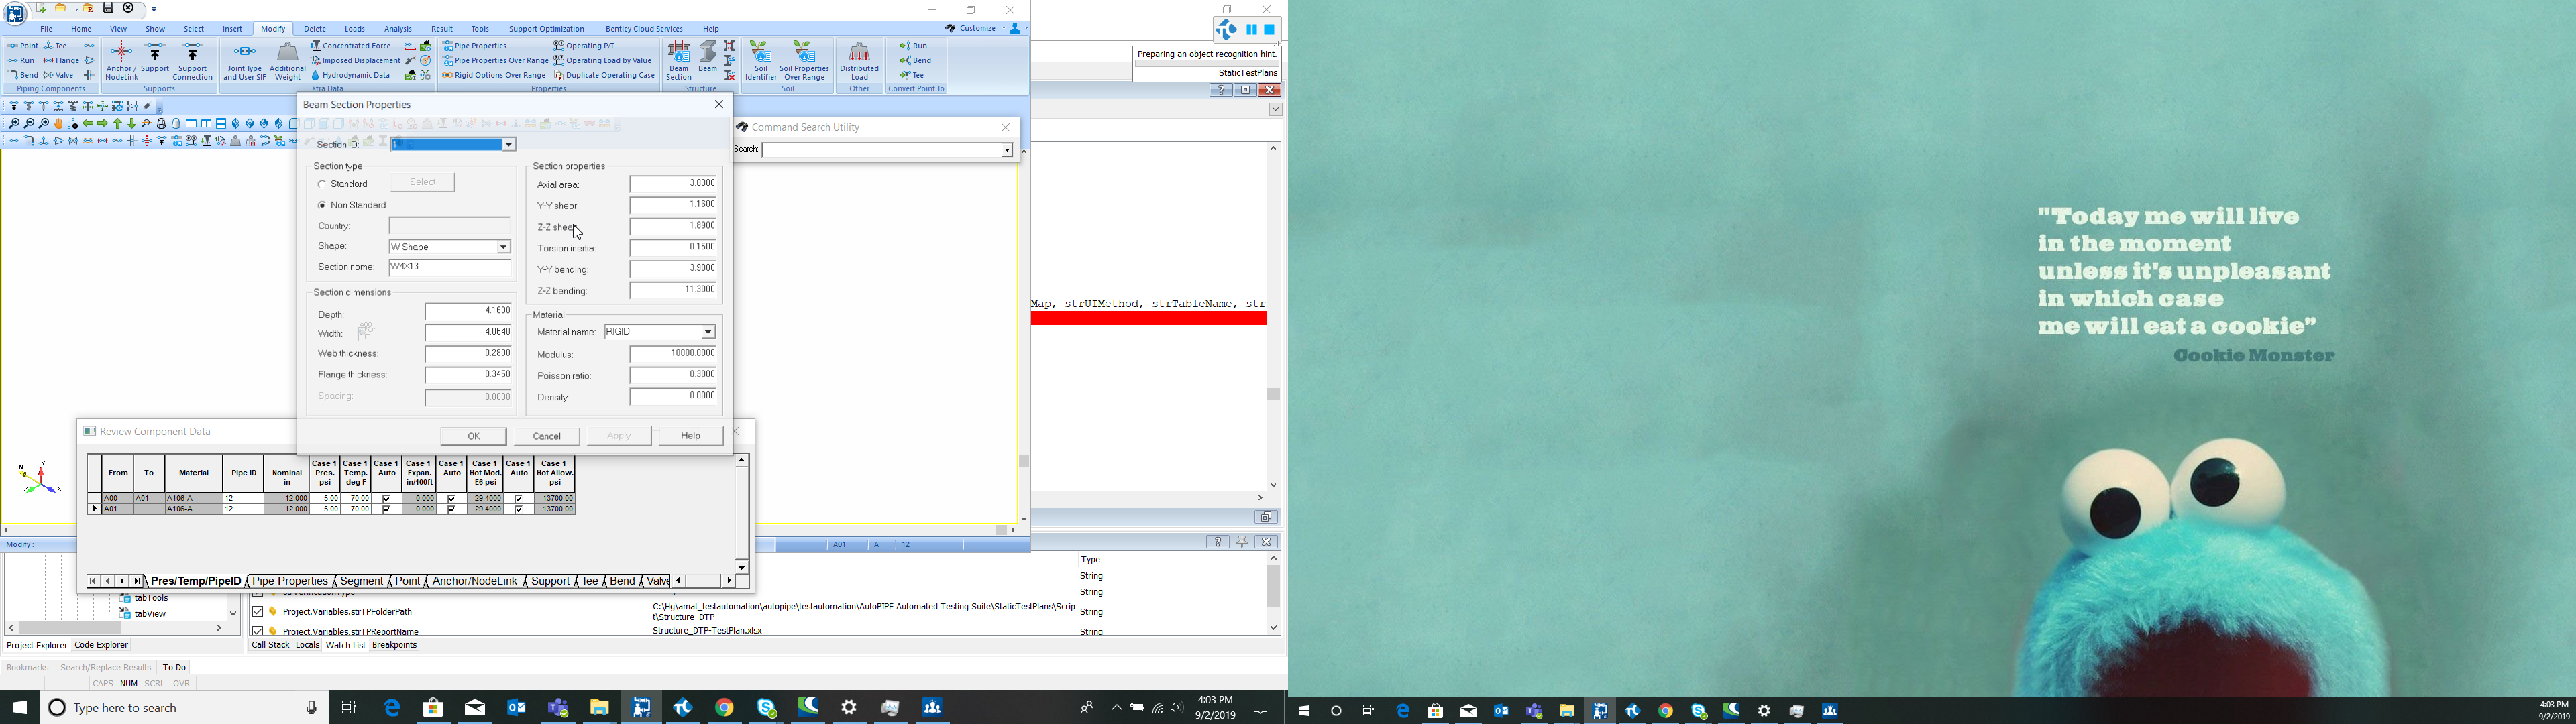 File Home View Show Select Insert Modify Delete Loads Analysis Result Tools Support Optimization Bentley Cloud Services Help Customize
Point Tee
Run Flange
Bend Valve
Piping Components
Anchor / NodeLink
Support
Support Connection
Supports
Joint Type and User SIF
Additional Weight
Concentrated Force
Imposed Displacement
Hydrodynamic Data
Xtra Data
Pipe Properties
Pipe Properties Over Range
Rigid Options Over Range
Operating P/T
Operating Load by Value
Duplicate Operating Case
Properties
Beam Section
Beam
Structure
Soil Identifier
Soil Properties Over Range
Soil
Distributed Load
Other
Run
Bend
Tee
Convert Point To
Preparing an object recognition hint.
StaticTestPlans
Beam Section Properties
Section ID: 1
Section type
Standard Select
Non Standard
Country:
Shape: W Shape
Section name: W4X13
Section dimensions
Depth: 4.1600
Width: 4.0640
Web thickness: 0.2800
Flange thickness: 0.3450
Spacing: 0.0000
Section properties
Axial area: 3.8300
Y-Y shear: 1.1600
Z-Z shear 1.8900
Torsion inertia: 0.1500
Y-Y bending: 3.9000
Z-Z bending: 11.3000
Material
Material name: RIGID
Modulus: 10000.0000
Poisson ratio: 0.3000
Density: 0.0000
OK Cancel Apply Help
Command Search Utility
Search:
Map, strUIMethod, strTableName, str
Review Component Data
From To Material Pipe ID Nominal in Case 1 Pres. psi Case 1 Temp. deg F Case 1 Auto Case 1 Expan. in/100ft Case 1 Auto Case 1 Hot Mod. E6 psi Case 1 Auto Case 1 Hot Allow. psi
A00 A01 A106-A 12 12.000 5.00 70.00 0.000 29.4000 13700.00
A01 A106-A 12 12.000 5.00 70.00 0.000 29.4000 13700.00
Pres/Temp/PipeID Pipe Properties Segment Point Anchor/NodeLink Support Tee Bend Valve
N Y Z X
Modify : A01 A 12
Type
String
String
tabTools
tabView
Project.Variables.strTPFolderPath C:\Hg\amat_testautomation\autopipe\testautomation\AutoPIPE Automated Testing Suite\StaticTestPlans\Scrip String
t\Structure_DTP
Project.Variables.strTPReportName Structure_DTP-TestPlan.xlsx String
Project Explorer Code Explorer Call Stack Locals Watch List Breakpoints
Bookmarks Search/Replace Results To Do
CAPS NUM SCRL OVR
Type here to search
4:03 PM
9/2/2019
"Today me will live
in the moment
unless it's unpleasant
in which case
me will eat a cookie”
Cookie Monster
4:03 PM
9/2/2019